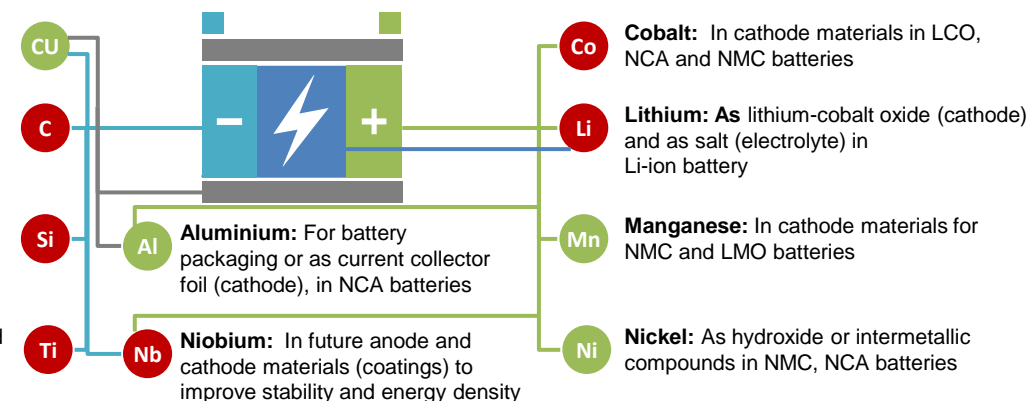 CU
C
Si
Ti
−
+
Al
Aluminium: For battery
packaging or as current collector
foil (cathode), in NCA batteries
Nb
Niobium: In future anode and
cathode materials (coatings) to
improve stability and energy density
Co
Cobalt: In cathode materials in LCO,
NCA and NMC batteries
Li
Lithium: As lithium-cobalt oxide (cathode)
and as salt (electrolyte) in
Li-ion battery
Mn
Manganese: In cathode materials for
NMC and LMO batteries
Ni
Nickel: As hydroxide or intermetallic
compounds in NMC, NCA batteries